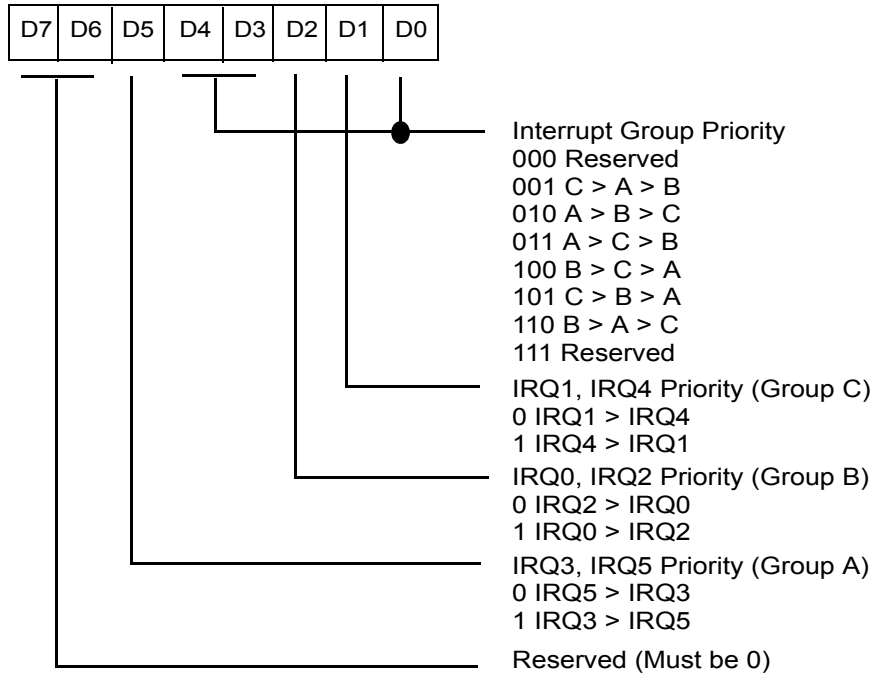 D7 D6 D5 D4 D3 D2 D1 D0
Interrupt Group Priority
000 Reserved
001 C > A > B
010 A > B > C
011 A > C > B
100 B > C > A
101 C > B > A
110 B > A > C
111 Reserved
IRQ1, IRQ4 Priority (Group C)
0 IRQ1 > IRQ4
1 IRQ4 > IRQ1
IRQ0, IRQ2 Priority (Group B)
0 IRQ2 > IRQ0
1 IRQ0 > IRQ2
IRQ3, IRQ5 Priority (Group A)
0 IRQ5 > IRQ3
1 IRQ3 > IRQ5
Reserved (Must be 0)